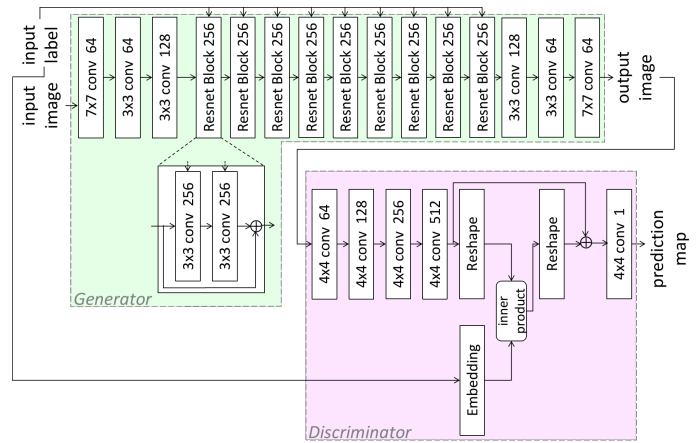 input
label
input
image
7x7 conv 64
3x3 conv 64
3x3 conv 128
Resnet Block 256
Resnet Block 256
Resnet Block 256
Resnet Block 256
Resnet Block 256
Resnet Block 256
Resnet Block 256
Resnet Block 256
Resnet Block 256
3x3 conv 128
3x3 conv 64
7x7 conv 64
output
image
3x3 conv 256
3x3 conv 256
Generator
4x4 conv 64
4x4 conv 128
4x4 conv 256
4x4 conv 512
Reshape
inner
product
Reshape
4x4 conv 1
prediction
map
Embedding
Discriminator